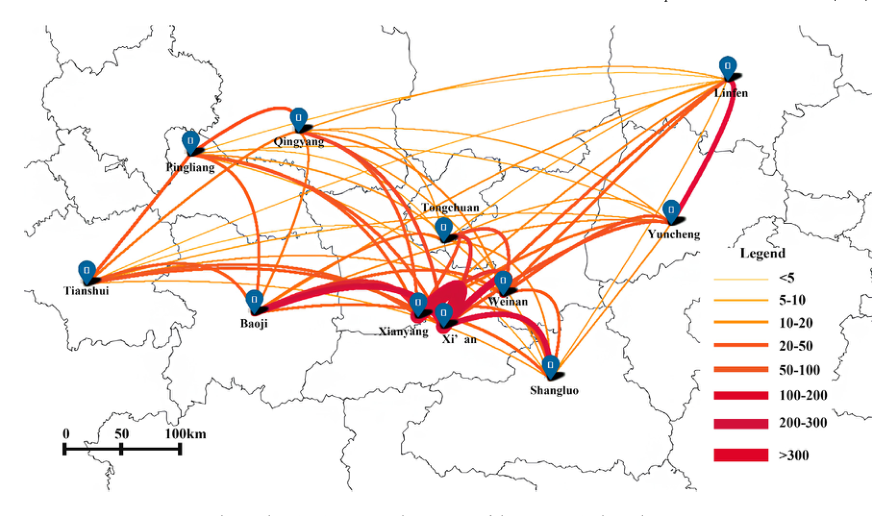 Linfen
Qingyang
Pingliang
Tongchuan
Yuncheng
Legend
<5
Tianshui
Weinan
5-10
Baoji
10-20
Xianyang
Xi’ an
20-50
50-100
Shangluo
100-200
200-300
0 50 100km
>300